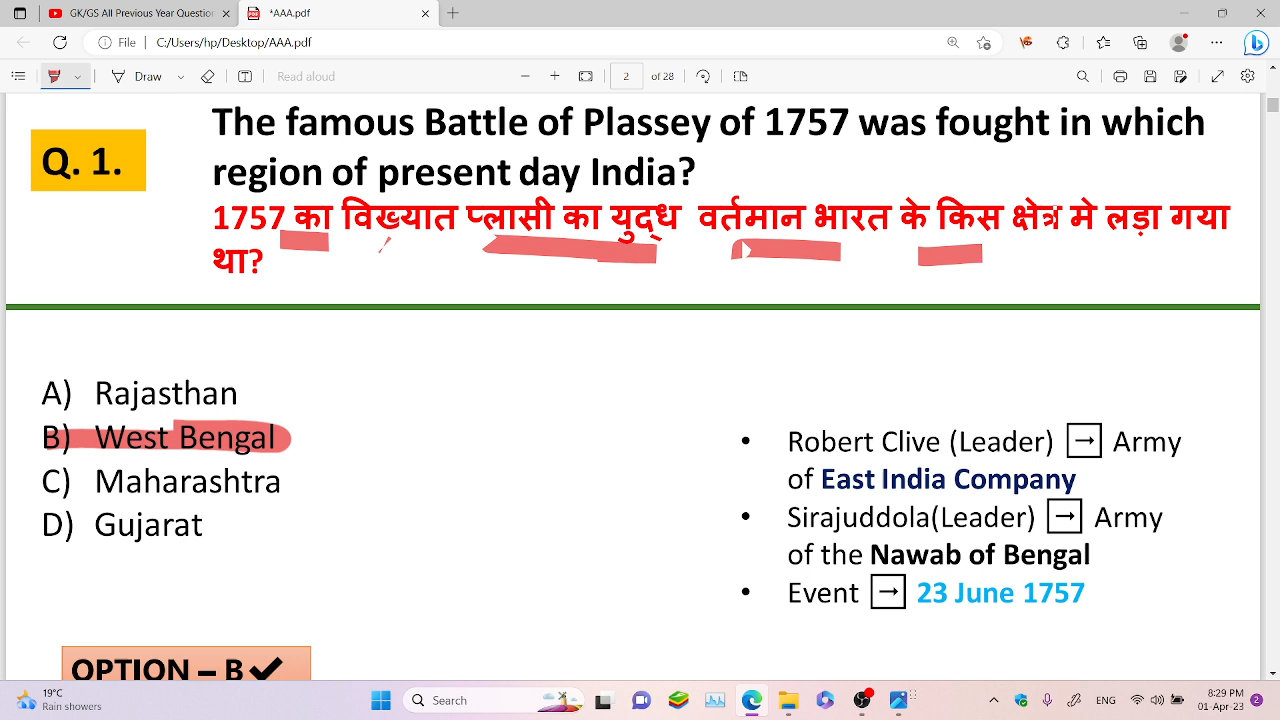 GK/GS All Previous Year Question
*AAA.pdf
File C:/Users/hp/Desktop/AAA.pdf
Draw
Read aloud
2 of 28
Q. 1.
The famous Battle of Plassey of 1757 was fought in which
region of present day India?
1757 का विख्यात प्लासी का युद्ध वर्तमान भारत के किस क्षेत्र मे लड़ा गया
था?
A) Rajasthan
B) West Bengal
C) Maharashtra
D) Gujarat
• Robert Clive (Leader) → Army
of East India Company
• Sirajuddola(Leader) → Army
of the Nawab of Bengal
• Event → 23 June 1757
OPTION – B✔
19°C
Rain showers
Search
ENG
8:29 PM
01-Apr-23
2